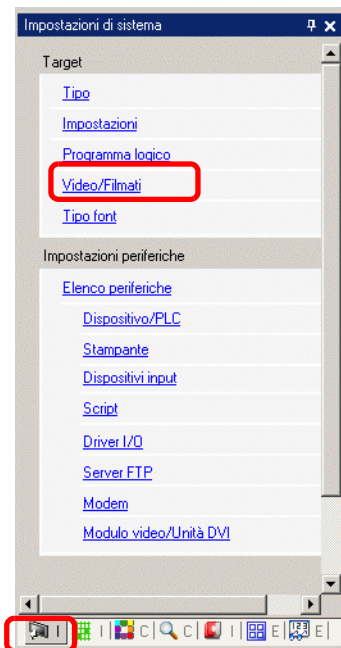 Impostazioni di sistema
Target
Tipo
Impostazioni
Programma logico
Video/Filmati
Tipo font
Impostazioni periferiche
Elenco periferiche
Dispositivo/PLC
Stampante
Dispositivi input
Script
Driver I/O
Server FTP
Modem
Modulo video/Unità DVI
I I C C I E E